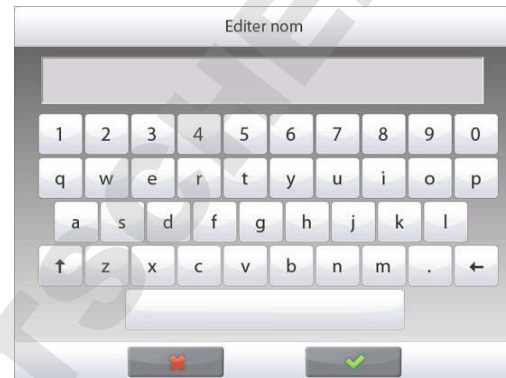 Editer nom
1 2 3 4 5 6 7 8 9 0
q w e r t y u i o p
a s d f g h j k l
↑ z x c v b n m . ←